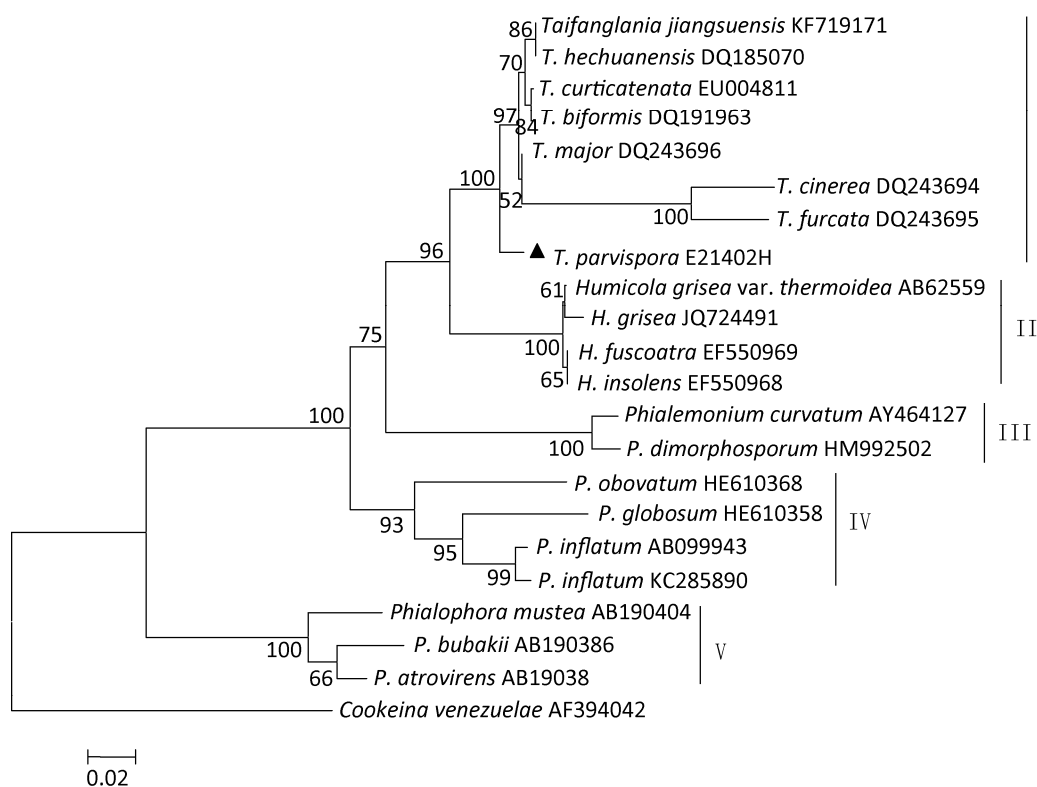 86 Taifanglania jiangsuensis KF719171
T. hechuanensis DQ185070
70
T. curticatenata EU004811
97 T. biformis DQ191963
84
T. major DQ243696
100
T. cinerea DQ243694
52
100 T. furcata DQ243695
96
T. parvispora E21402H
61 Humicola grisea var. thermoidea AB62559
H. grisea JQ724491
II
75
100 H. fuscoatra EF550969
65 H. insolens EF550968
100
Phialemonium curvatum AY464127
III
100 P. dimorphosporum HM992502
P. obovatum HE610368
93 P. globosum HE610358
IV
95 P. inflatum AB099943
99 P. inflatum KC285890
Phialophora mustea AB190404
100 P. bubakii AB190386
V
66 P. atrovirens AB19038
Cookeina venezuelae AF394042
0.02